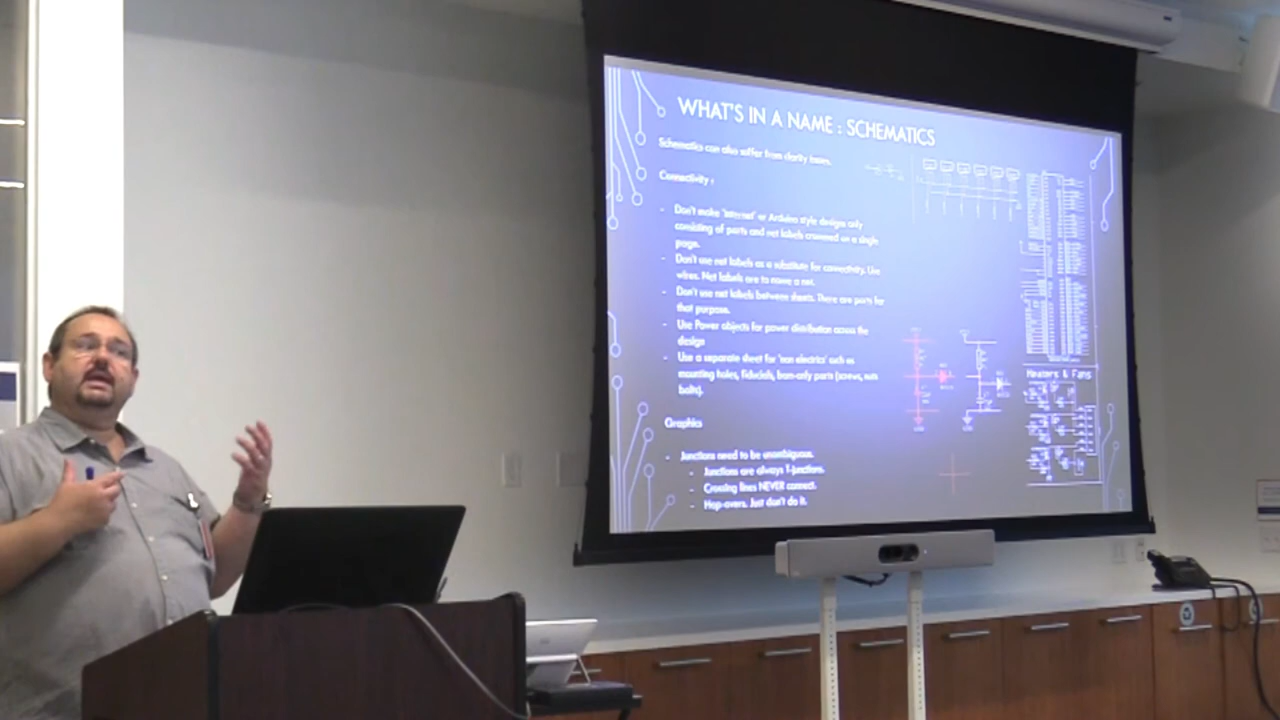 WHAT'S IN A NAME : SCHEMATICS
Schematics can also suffer from clarity issues.
Connectivity :
- Don't make 'internet' or Arduino style designs only
consisting of parts and net labels crammed on a single
page.
- Don't use net labels as a substitute for connectivity. Use
wires. Net labels are to name a net.
- Don't use net labels between sheets. There are parts for
that purpose.
- Use Power objects for power distribution across the
design
- Use a separate sheet for 'non electrics' such as
mounting holes, fiducials, bom-only parts (screws, nuts
bolts).
Graphics
- Junctions need to be unambiguous.
- Junctions are always T-junctions.
- Crossing lines NEVER connect.
- Hop-overs. Just don't do it.
Heaters & Fans